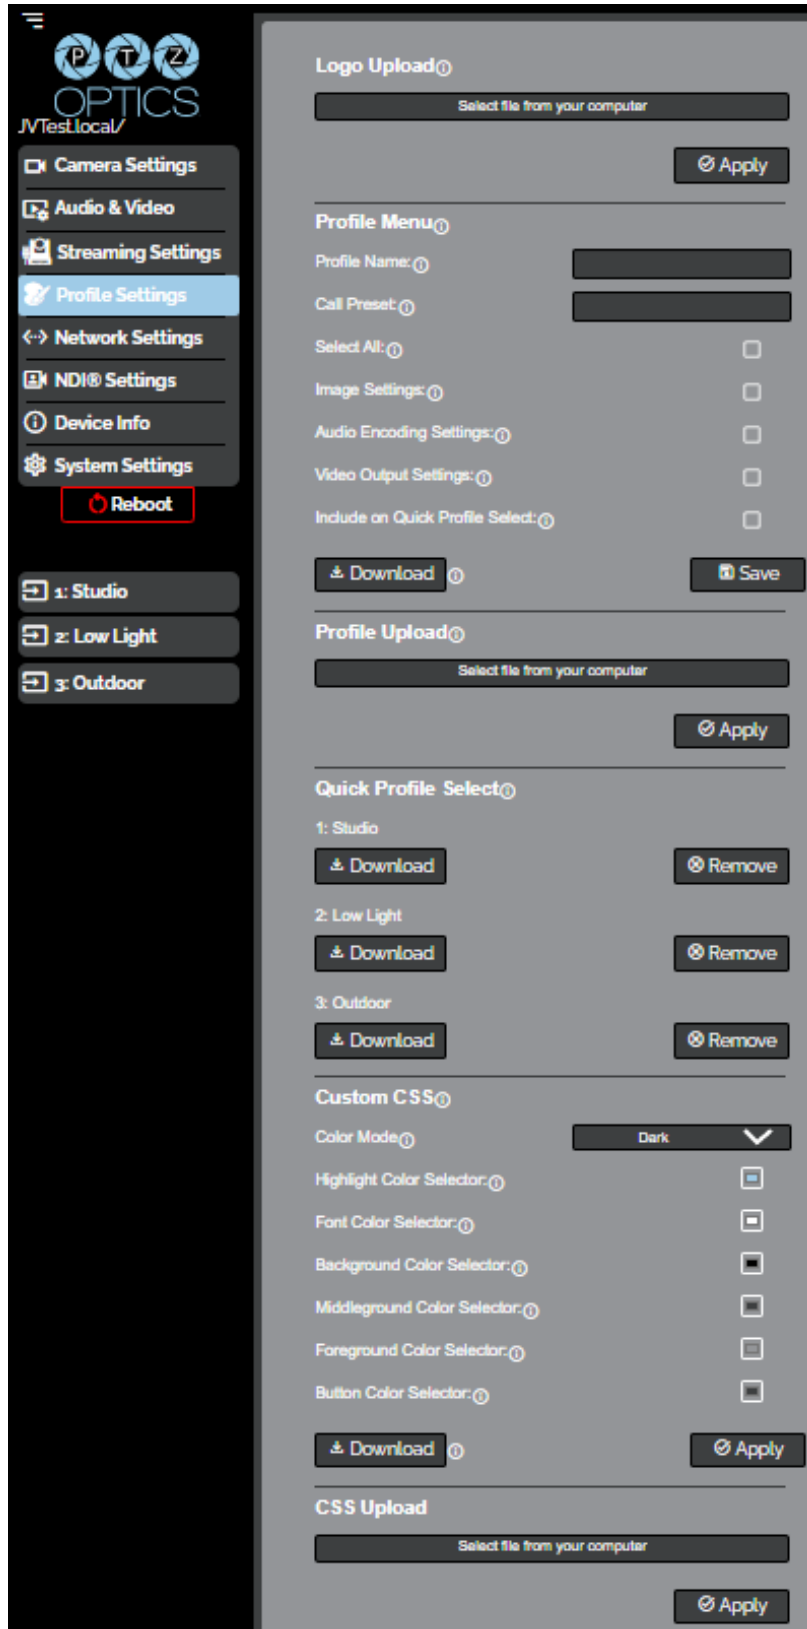 PTZ
OPTICS
JVTest.local/
Camera Settings
Audio & Video
Streaming Settings
Profile Settings
Network Settings
NDI® Settings
Device Info
System Settings
Reboot
1: Studio
2: Low Light
3: Outdoor
Logo Upload
Select file from your computer
Apply
Profile Menu
Profile Name:
Call Preset:
Select All:
Image Settings:
Audio Encoding Settings:
Video Output Settings:
Include on Quick Profile Select:
Download
Save
Profile Upload
Select file from your computer
Apply
Quick Profile Select
1: Studio
Download
Remove
2: Low Light
Download
Remove
3: Outdoor
Download
Remove
Custom CSS
Color Mode
Dark
Highlight Color Selector:
Font Color Selector:
Background Color Selector:
Middleground Color Selector:
Foreground Color Selector:
Button Color Selector:
Download
Apply
CSS Upload
Select file from your computer
Apply